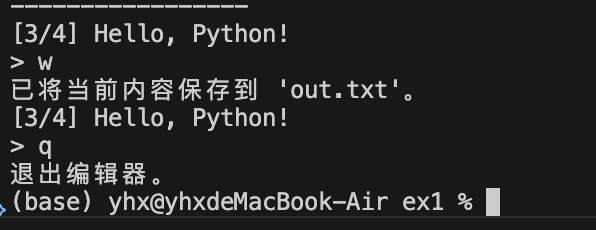 -----------------
[3/4] Hello, Python!
> w
已将当前内容保存到 'out.txt'。
[3/4] Hello, Python!
> q
退出编辑器。
(base) yhx@yhxdeMacBook-Air ex1 %